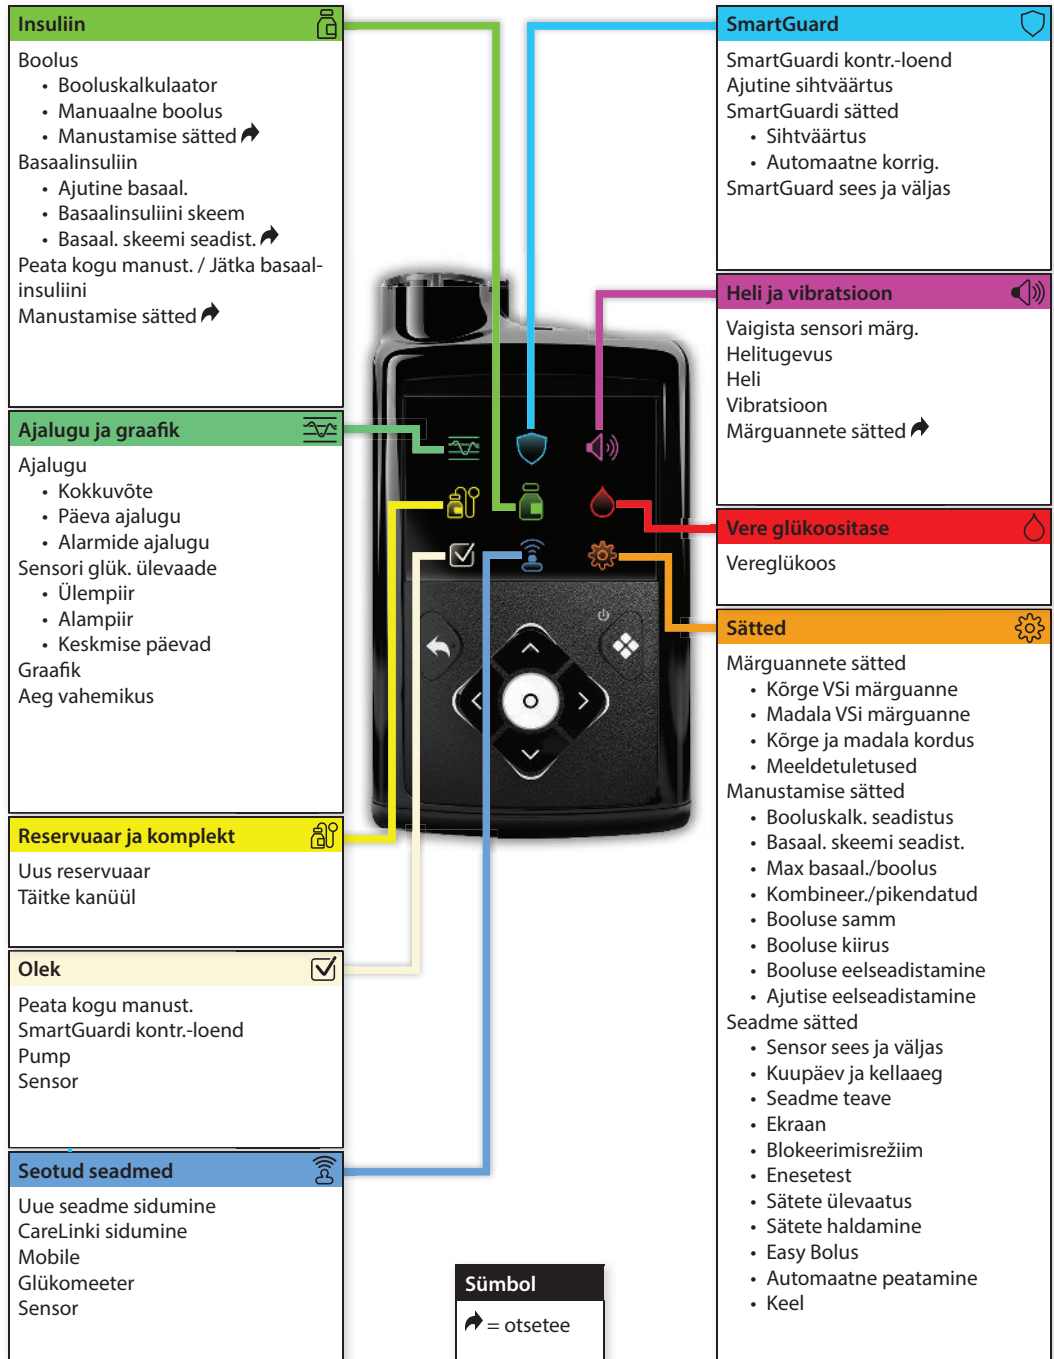 Insuliin
Boolus
• Booluskalkulaator
• Manuaalne boolus
• Manustamise sätted
Basaalinsuliin
• Ajutine basaal.
• Basaalinsuliini skeem
• Basaal. skeemi seadist.
Peata kogu manust. / Jätka basaal-
insuliini
Manustamise sätted
Ajalugu ja graafik
Ajalugu
• Kokkuvõte
• Päeva ajalugu
• Alarmide ajalugu
Sensori glük. ülevaade
• Ülempiir
• Alampiir
• Keskmise päevad
Graafik
Aeg vahemikus
Reservuaar ja komplekt
Uus reservuaar
Täitke kanüül
Olek
Peata kogu manust.
SmartGuardi kontr.-loend
Pump
Sensor
Seotud seadmed
Uue seadme sidumine
CareLinki sidumine
Mobile
Glükomeeter
Sensor
Sümbol
= otsetee
SmartGuard
SmartGuardi kontr.-loend
Ajutine sihtväärtus
SmartGuardi sätted
• Sihtväärtus
• Automaatne korrig.
SmartGuard sees ja väljas
Heli ja vibratsioon
Vaigista sensori märg.
Helitugevus
Heli
Vibratsioon
Märguannete sätted
Vere glükoositase
Vereglükoos
Sätted
Märguannete sätted
• Kõrge VSi märguanne
• Madala VSi märguanne
• Kõrge ja madala kordus
• Meeldetuletused
Manustamise sätted
• Booluskalk. seadistus
• Basaal. skeemi seadist.
• Max basaal./boolus
• Kombineer./pikendatud
• Booluse samm
• Booluse kiirus
• Booluse eelseadistamine
• Ajutise eelseadistamine
Seadme sätted
• Sensor sees ja väljas
• Kuupäev ja kellaaeg
• Seadme teave
• Ekraan
• Blokeerimisrežiim
• Enesetest
• Sätete ülevaatus
• Sätete haldamine
• Easy Bolus
• Automaatne peatamine
• Keel